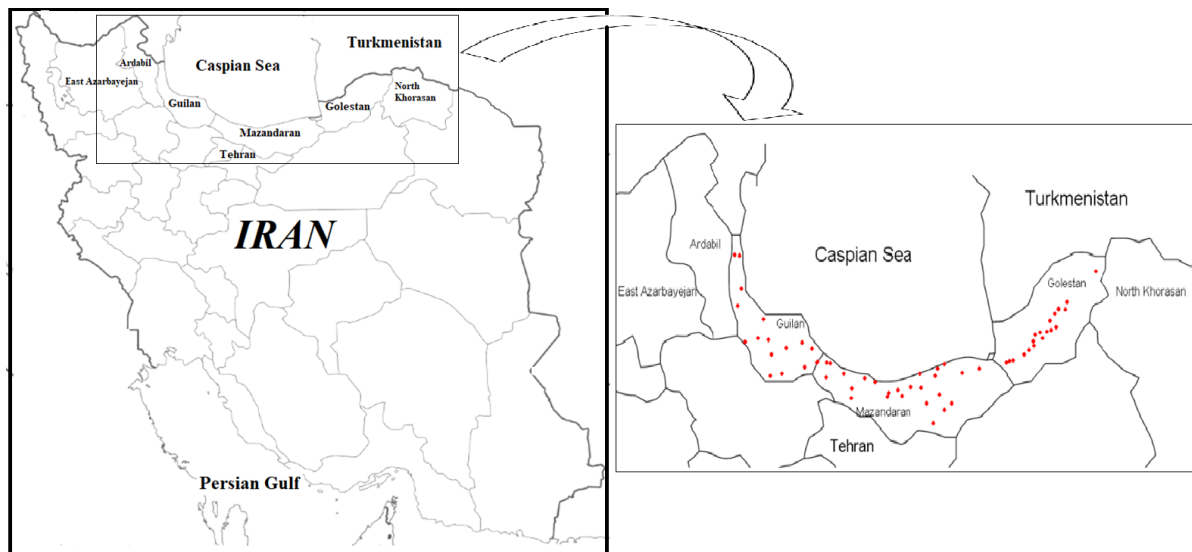 Turkmenistan
Caspian Sea
Ardabil
East Azarbayejan
North
Khorasan
Guilan
Golestan
Mazandaran
Tehran
IRAN
Persian Gulf
Turkmenistan
Caspian Sea
Ardabil
East Azarbayejan
Golestan
North Khorasan
Guilan
Mazandaran
Tehran